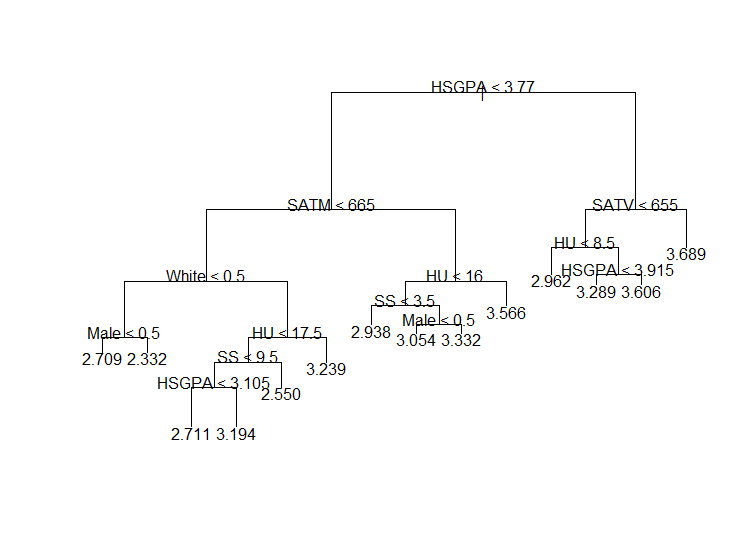 HSGPA < 3.77
SATM < 665
SATV < 655
White < 0.5
HU < 16
HU < 8.5
3.689
HSGPA < 3.915
2.962
3.289 3.606
SS < 3.5
3.566
Male < 0.5
2.938
3.054 3.332
Male < 0.5
HU < 17.5
2.709 2.332
SS < 9.5
3.239
HSGPA < 3.105
2.550
2.711 3.194